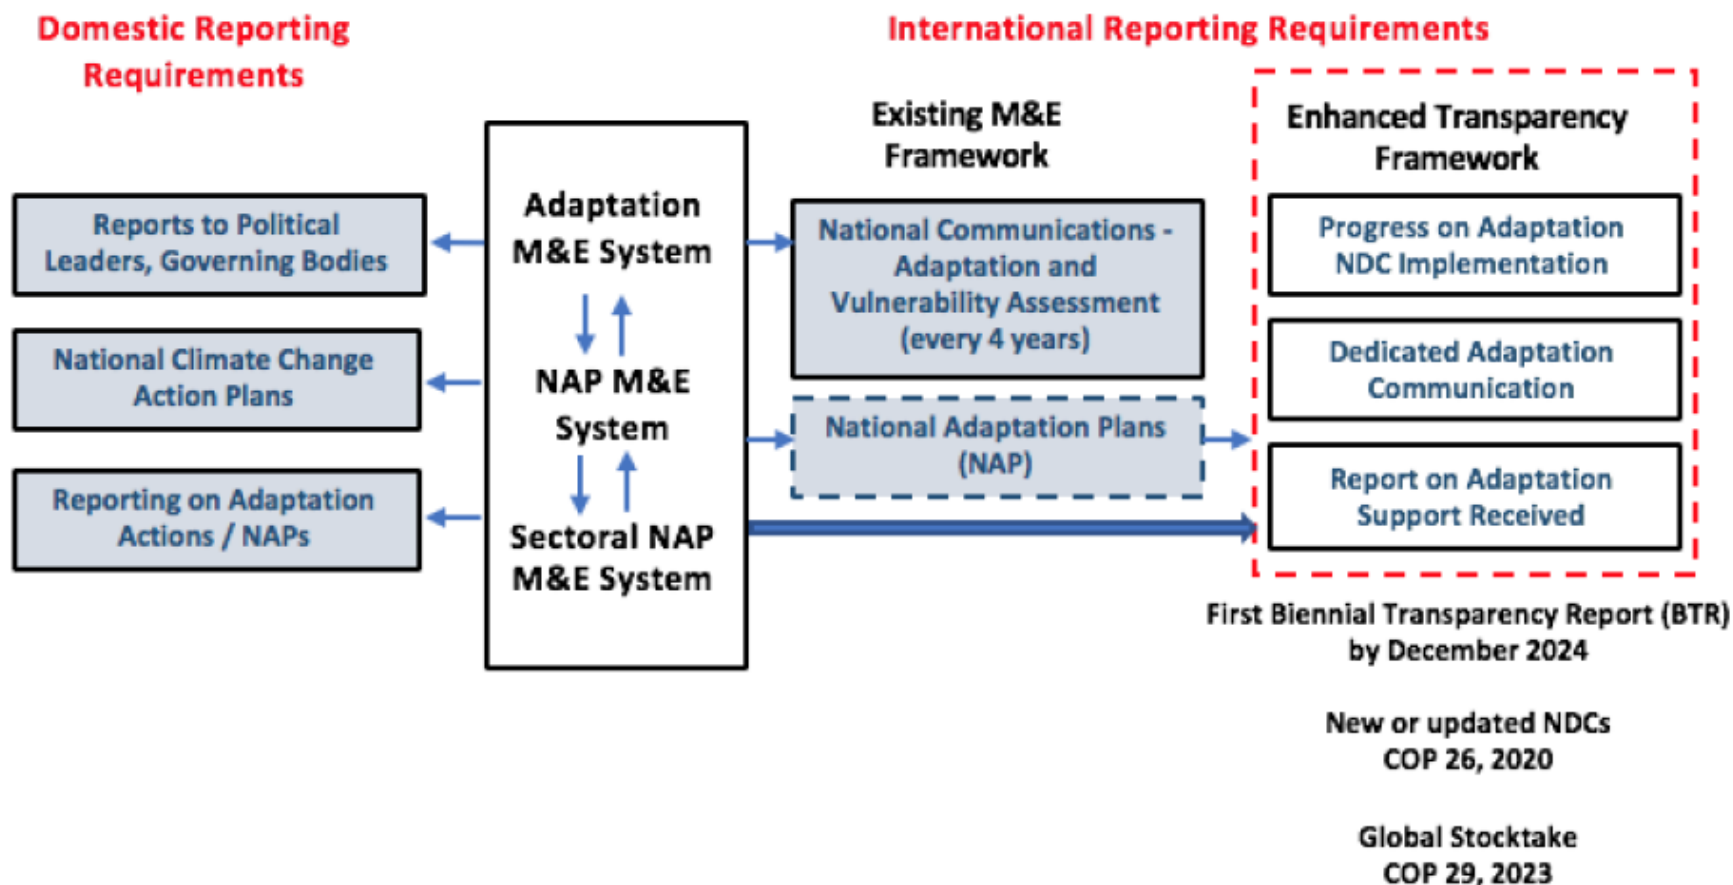 Domestic Reporting
Requirements
International Reporting Requirements
Reports to Political
Leaders, Governing Bodies
National Climate Change
Action Plans
Reporting on Adaptation
Actions / NAPs
Adaptation
M&E System
NAP M&E
System
Sectoral NAP
M&E System
Existing M&E
Framework
National Communications -
Adaptation and
Vulnerability Assessment
(every 4 years)
National Adaptation Plans
(NAP)
Enhanced Transparency
Framework
Progress on Adaptation
NDC Implementation
Dedicated Adaptation
Communication
Report on Adaptation
Support Received
First Biennial Transparency Report (BTR)
by December 2024
New or updated NDCs
COP 26, 2020
Global Stocktake
COP 29, 2023